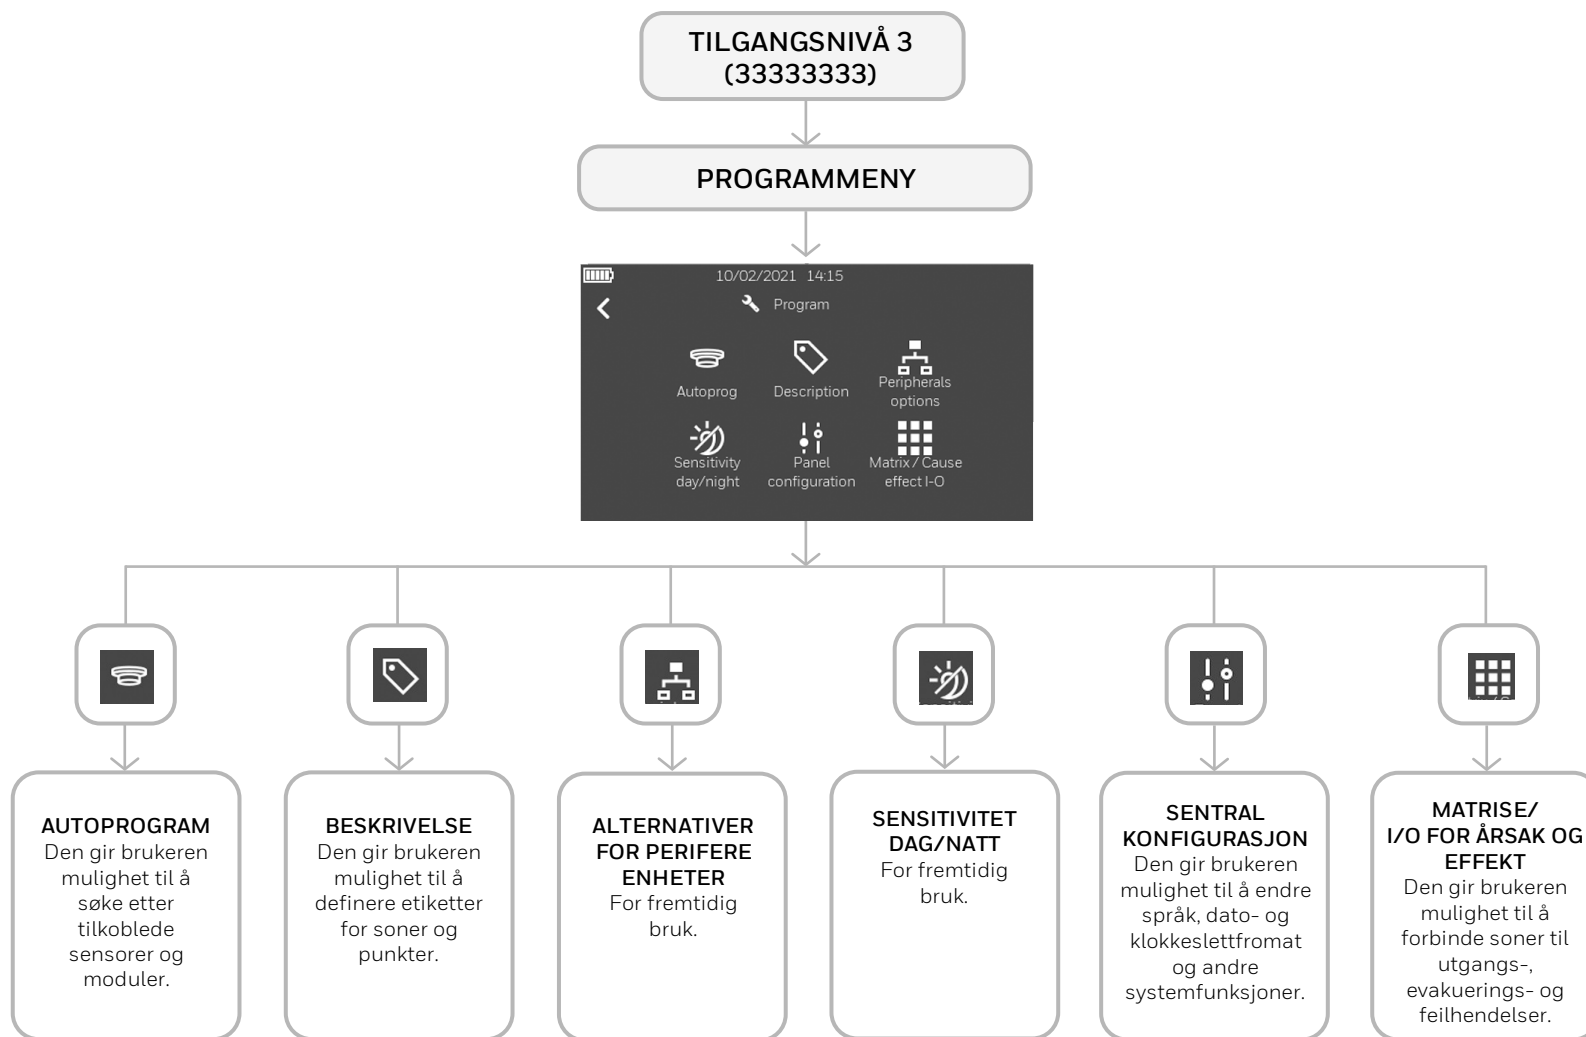 TILGANGSNIVÅ 3
(33333333)
PROGRAMMENY
10/02/2021 14:15
Program
Autoprog
Description
Peripherals
options
Sensitivity
day/night
Panel
configuration
Matrix / Cause
effect I-O
AUTOPROGRAM
Den gir brukeren
mulighet til å
søke etter
tilkoblede
sensorer og
moduler.
BESKRIVELSE
Den gir brukeren
mulighet til å
definere etiketter
for soner og
punkter.
ALTERNATIVER
FOR PERIFERE
ENHETER
For fremtidig
bruk.
SENSITIVITET
DAG/NATT
For fremtidig
bruk.
SENTRAL
KONFIGURASJON
Den gir brukeren
mulighet til å endre
språk, dato- og
klokkeslettfromat
og andre
systemfunksjoner.
MATRISE/
I/O FOR ÅRSAK OG
EFFEKT
Den gir brukeren
mulighet til å
forbinde soner til
utgangs-,
evakuerings- og
feilhendelser.